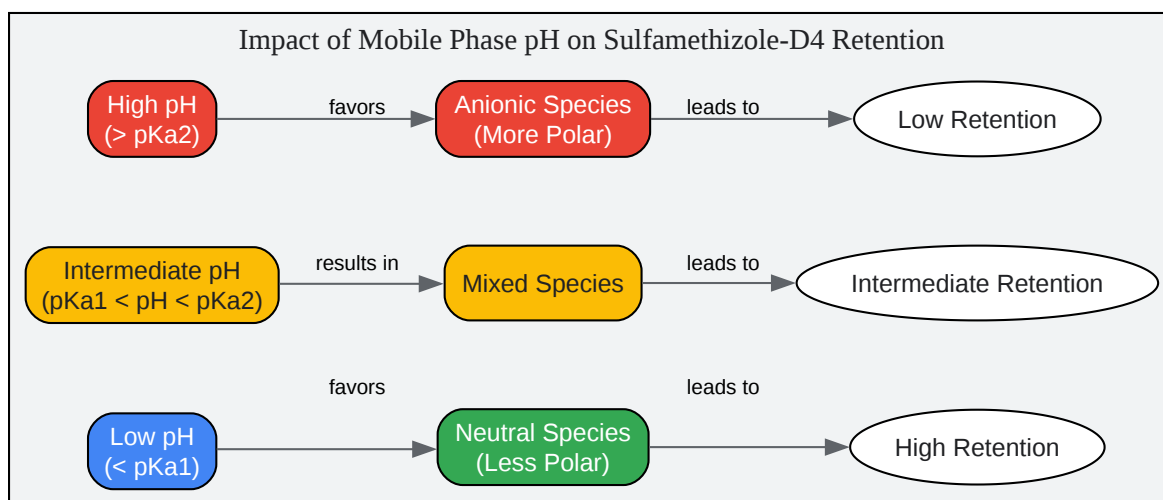 Impact of Mobile Phase pH on Sulfamethizole-D4 Retention
High pH
(> pKa2)
favors
Anionic Species
(More Polar)
leads to
Low Retention
Intermediate pH
(pKa1 < pH < pKa2)
results in
Mixed Species
leads to
Intermediate Retention
Low pH
(< pKa1)
favors
Neutral Species
(Less Polar)
leads to
High Retention